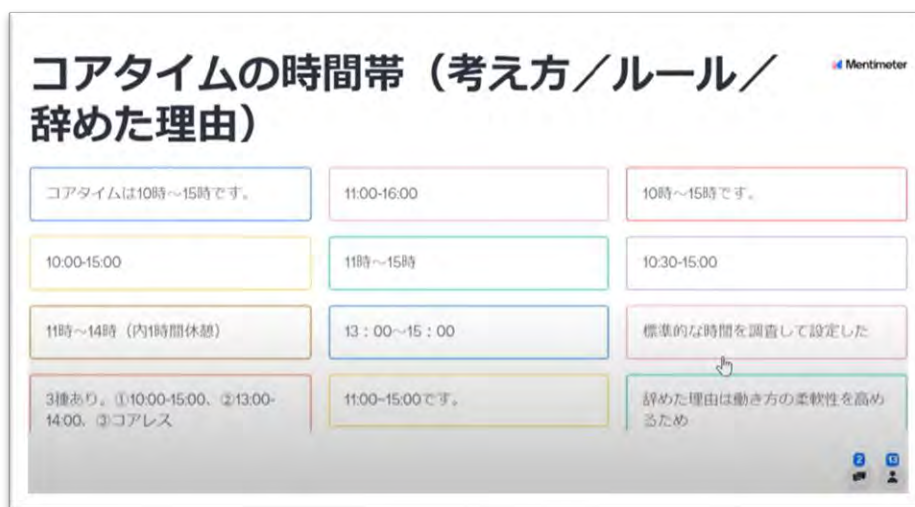 コアタイムの時間帯（考え方／ルール／
辞めた理由）
Mentimeter
コアタイムは10時～15時です。
11:00-16:00
10時～15時です。
10:00-15:00
11時～15時
10:30-15:00
11時～14時（内1時間休憩）
13：00～15：00
標準的な時間を調査して設定した
3種あり。①10:00-15:00、②13:00-
14:00、③コアレス
11:00-15:00です。
辞めた理由は働き方の柔軟性を高め
るため
2
13